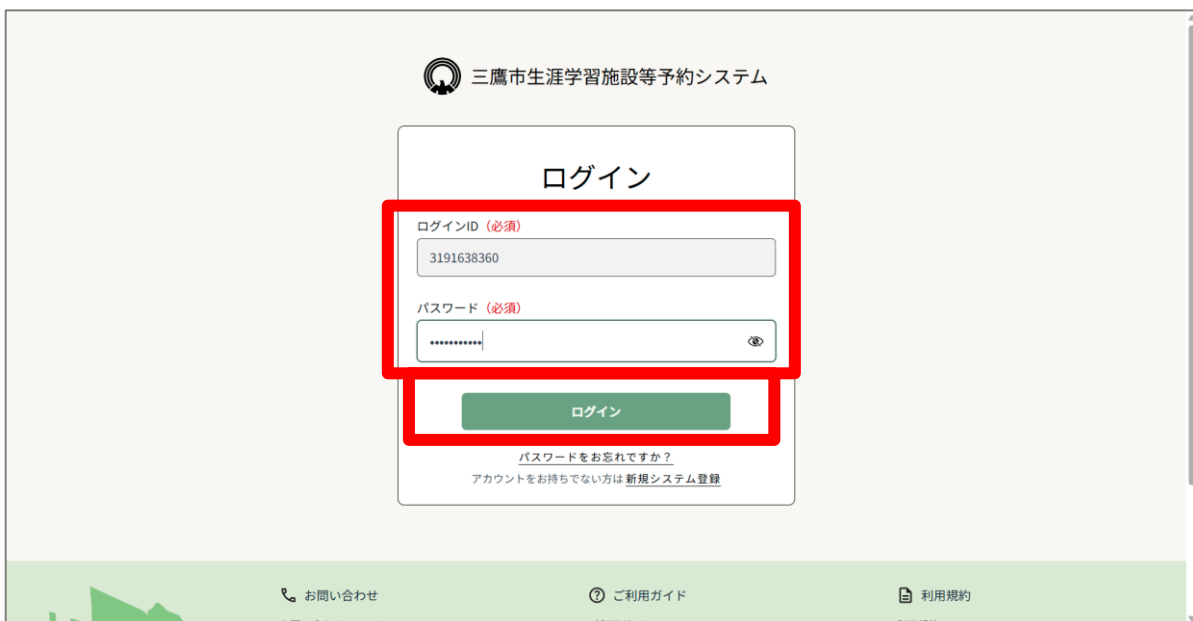 三鷹市生涯学習施設等予約システム
ログイン
ログインID（必須）
3191638360
パスワード（必須）
•••••••••••
ログイン
パスワードをお忘れですか？
アカウントをお持ちでない方は 新規システム登録
お問い合わせ
ご利用ガイド
利用規約